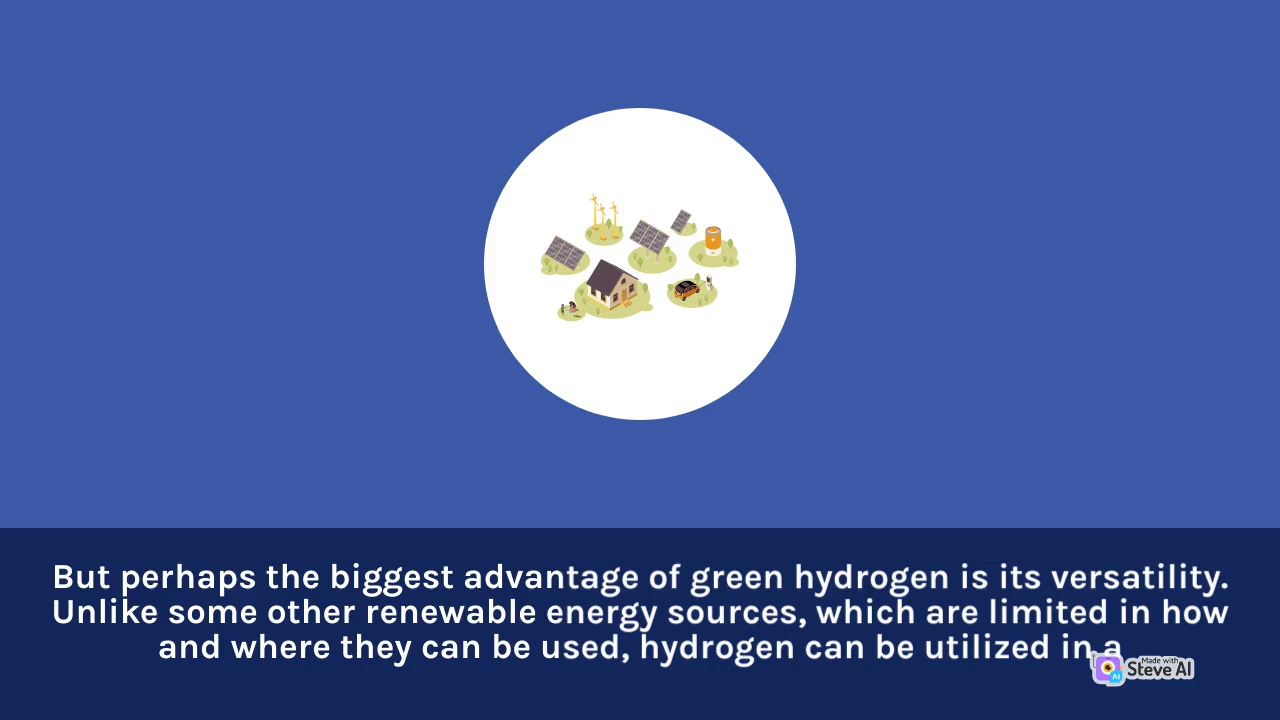 But perhaps the biggest advantage of green hydrogen is its versatility.
Unlike some other renewable energy sources, which are limited in how
and where they can be used, hydrogen can be utilized in a
Made with
Steve AI
AI